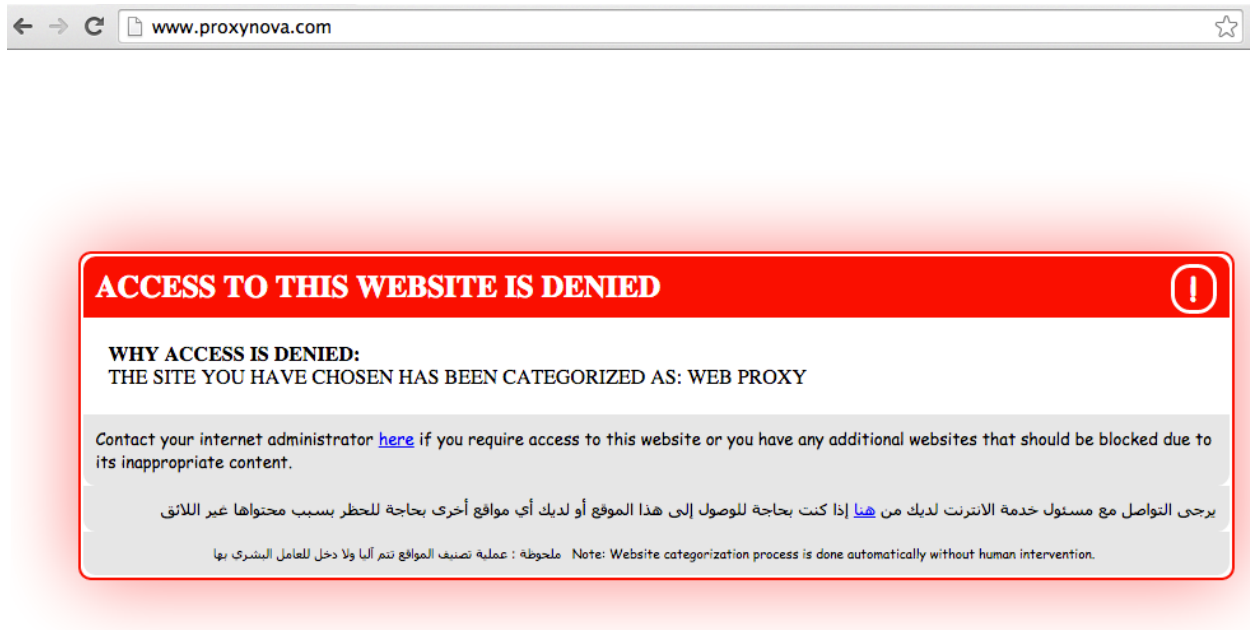 www.proxynova.com
ACCESS TO THIS WEBSITE IS DENIED
WHY ACCESS IS DENIED:
THE SITE YOU HAVE CHOSEN HAS BEEN CATEGORIZED AS: WEB PROXY
Contact your internet administrator here if you require access to this website or you have any additional websites that should be blocked due to
its inappropriate content.
يرجى التواصل مع مسئول خدمة الانترنت لديك من هنا إذا كنت بحاجة للوصول إلى هذا الموقع أو لديك أي مواقع أخرى بحاجة للحظر بسبب محتواها غير اللائق
ملحوظة : عملية تصنيف المواقع تتم آليا ولا دخل للعامل البشري بها Note: Website categorization process is done automatically without human intervention.